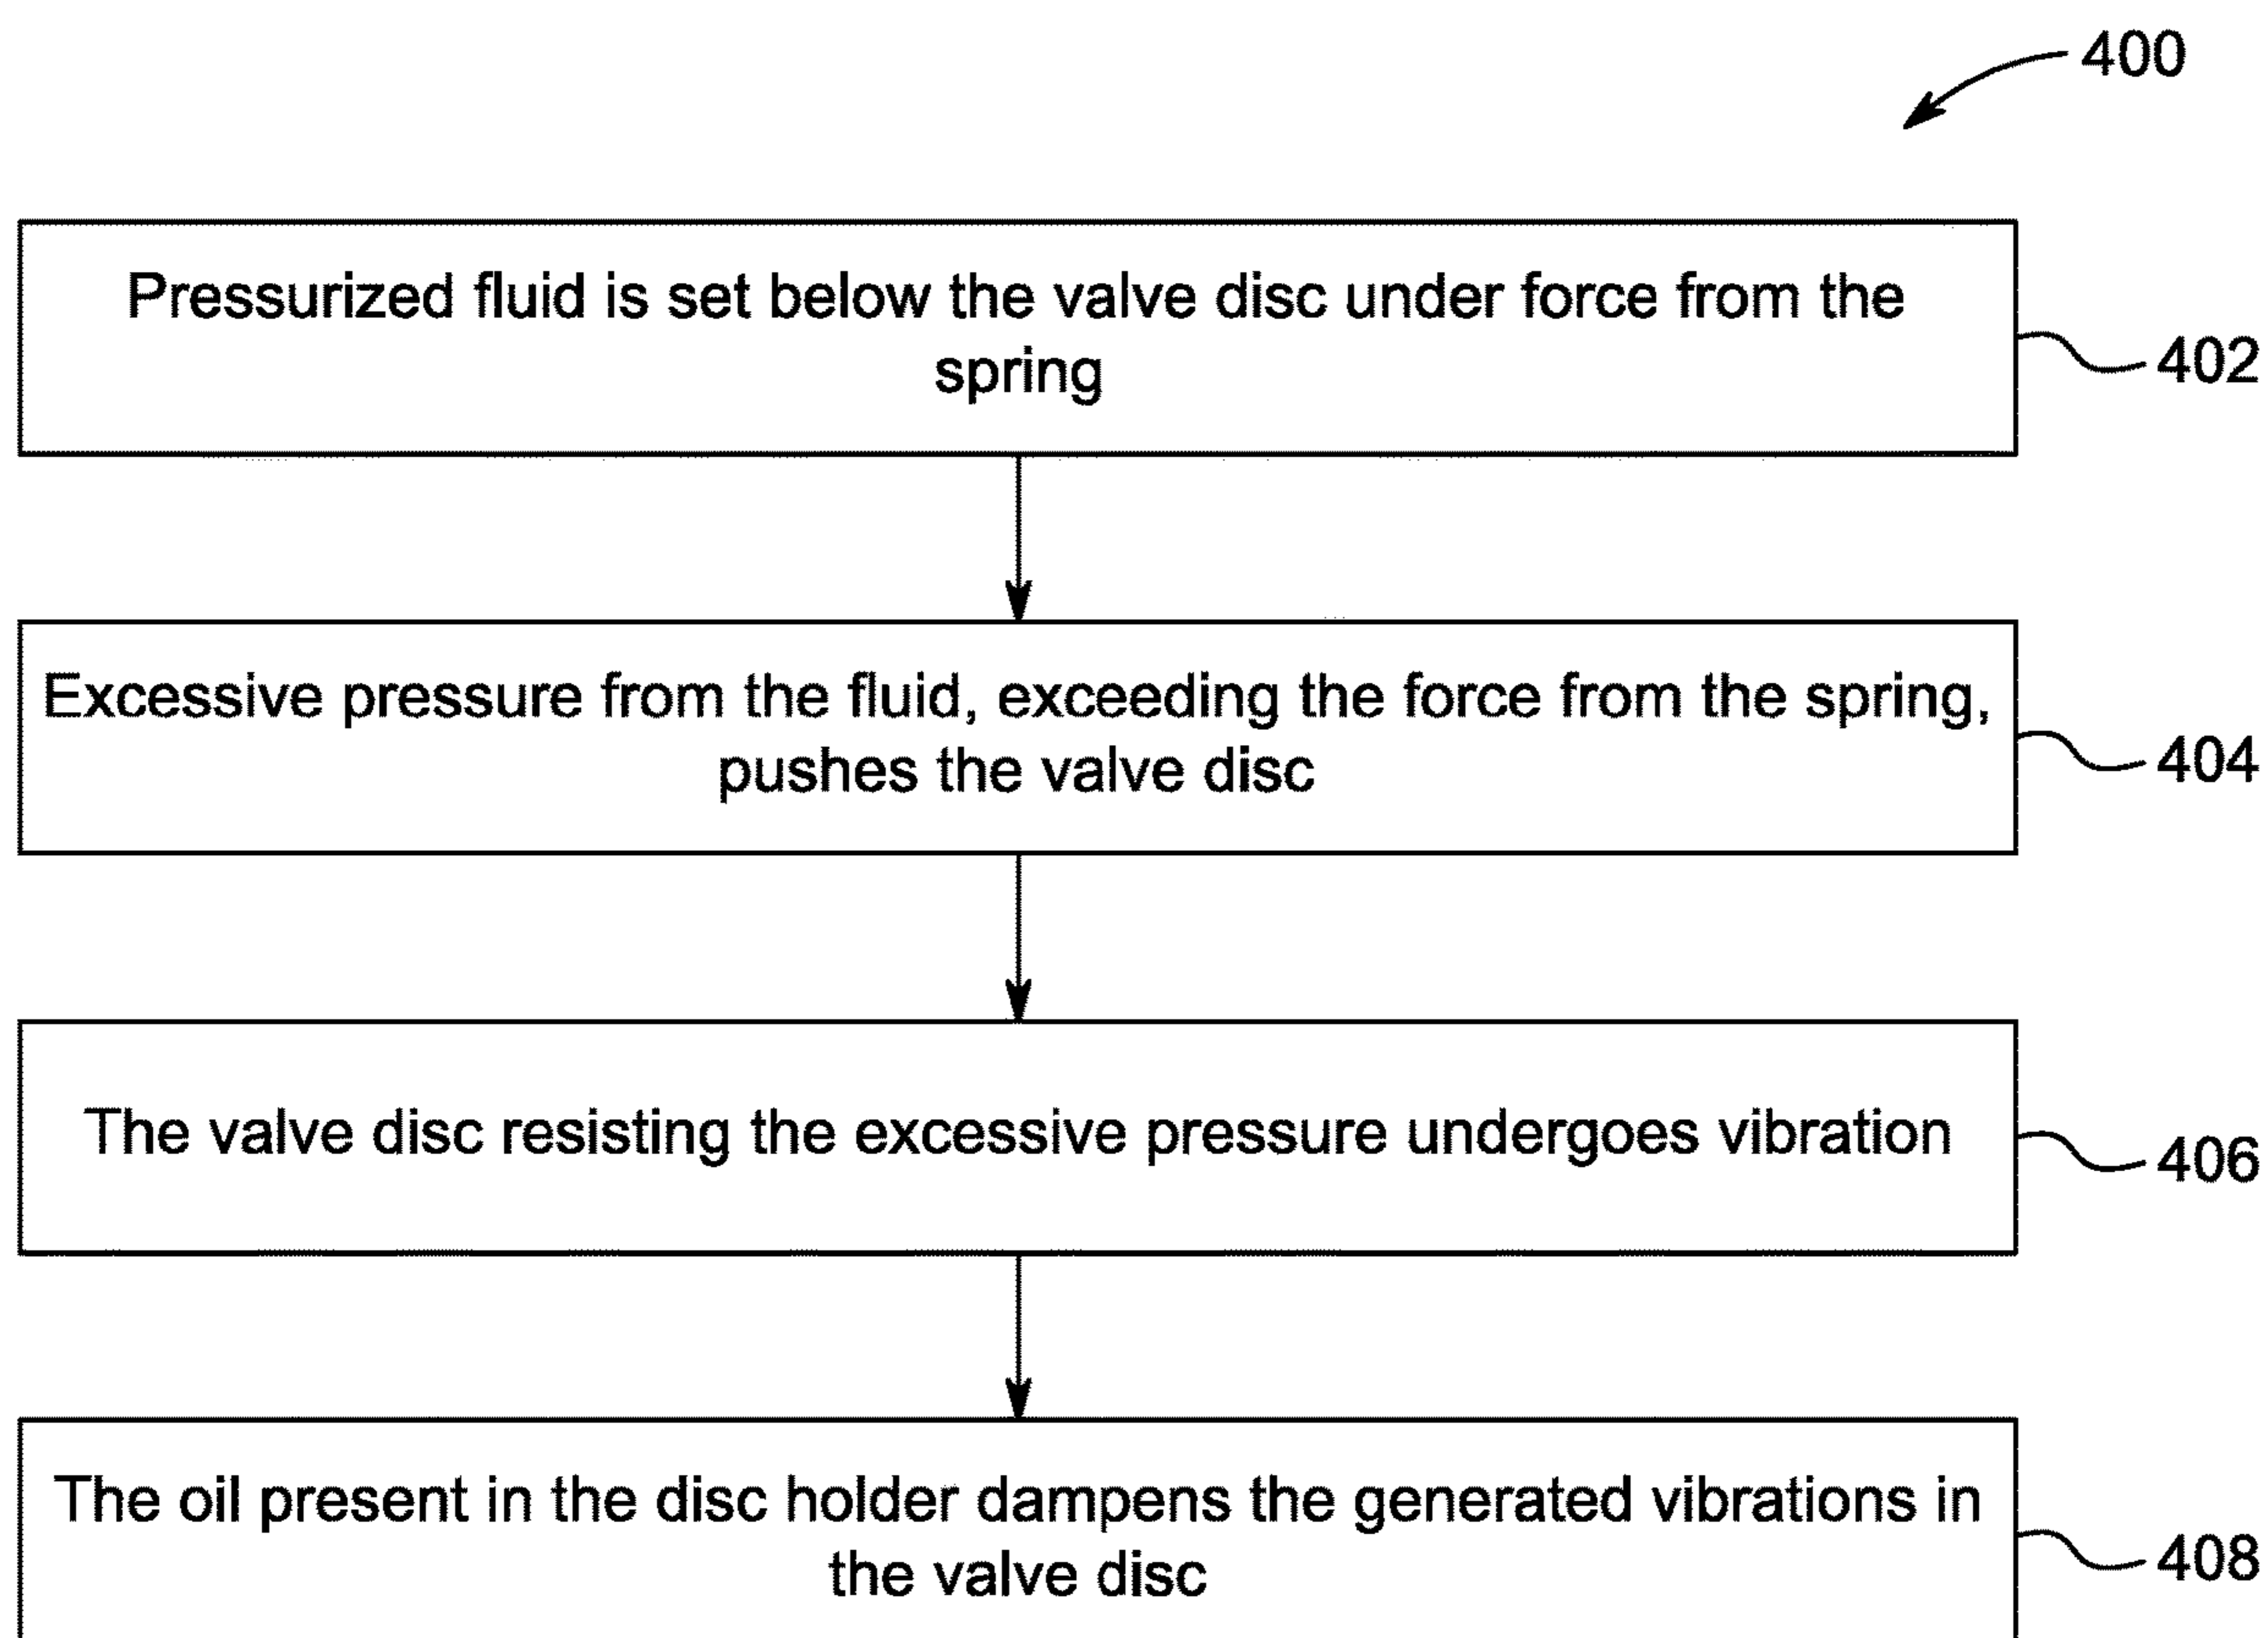 400
Pressurized fluid is set below the valve disc under force from the
spring
402
Excessive pressure from the fluid, exceeding the force from the spring,
pushes the valve disc
404
The valve disc resisting the excessive pressure undergoes vibration
406
The oil present in the disc holder dampens the generated vibrations in
the valve disc
408